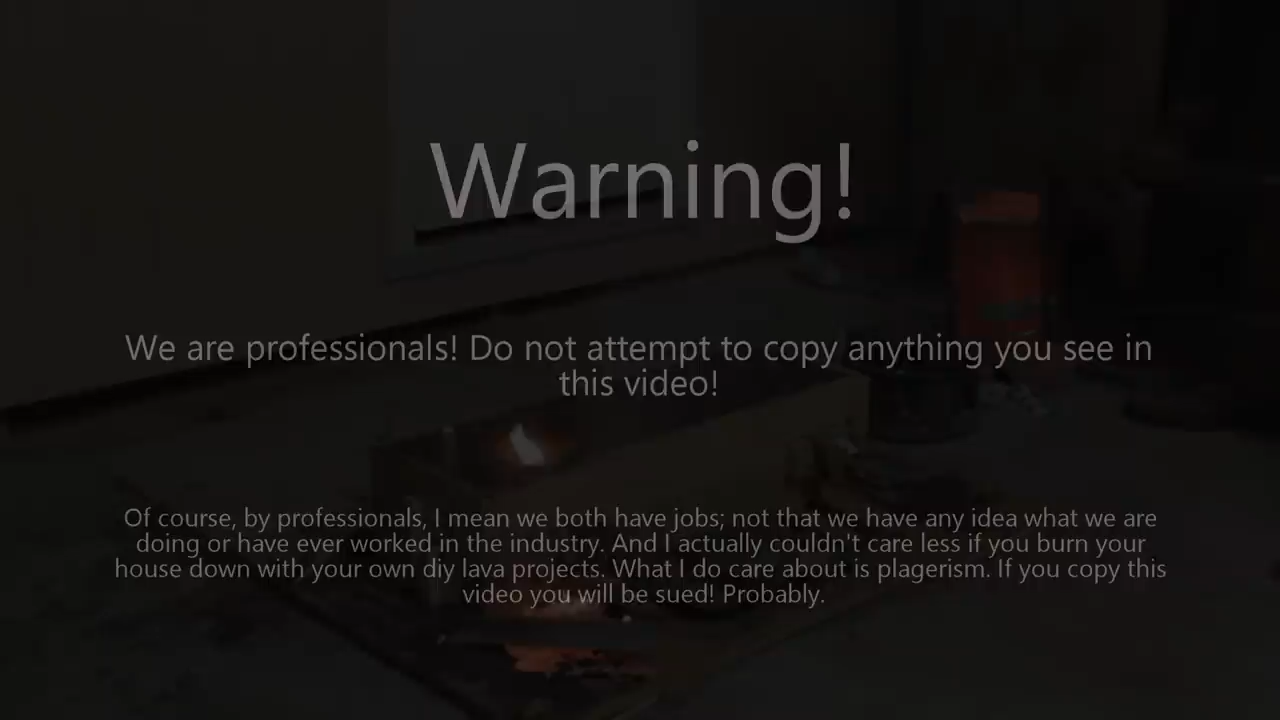 Warning!
We are professionals! Do not attempt to copy anything you see in
this video!
Of course, by professionals, I mean we both have jobs; not that we have any idea what we are
doing or have ever worked in the industry. And I actually couldn't care less if you burn your
house down with your own diy lava projects. What I do care about is plagerism. If you copy this
video you will be sued! Probably.